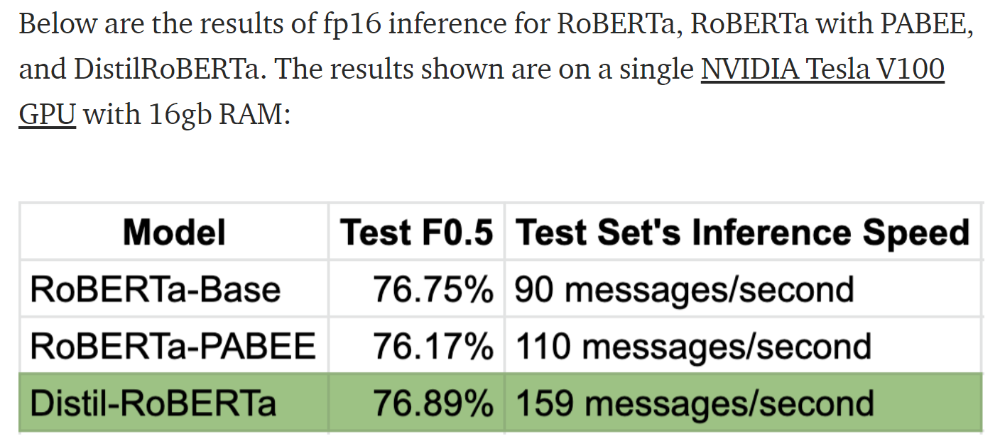 Below are the results of fp16 inference for RoBERTa, RoBERTa with PABEE,
and DistilRoBERTa. The results shown are on a single NVIDIA Tesla V100
GPU with 16gb RAM:
Model Test F0.5 Test Set's Inference Speed
RoBERTa-Base 76.75% 90 messages/second
RoBERTa-PABEE 76.17% 110 messages/second
Distil-RoBERTa 76.89% 159 messages/second